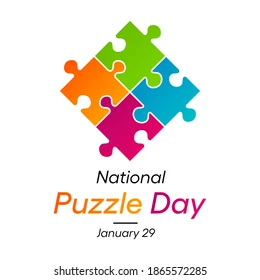 National
Puzzle Day
January 29
shutterstock.com · 1865572285